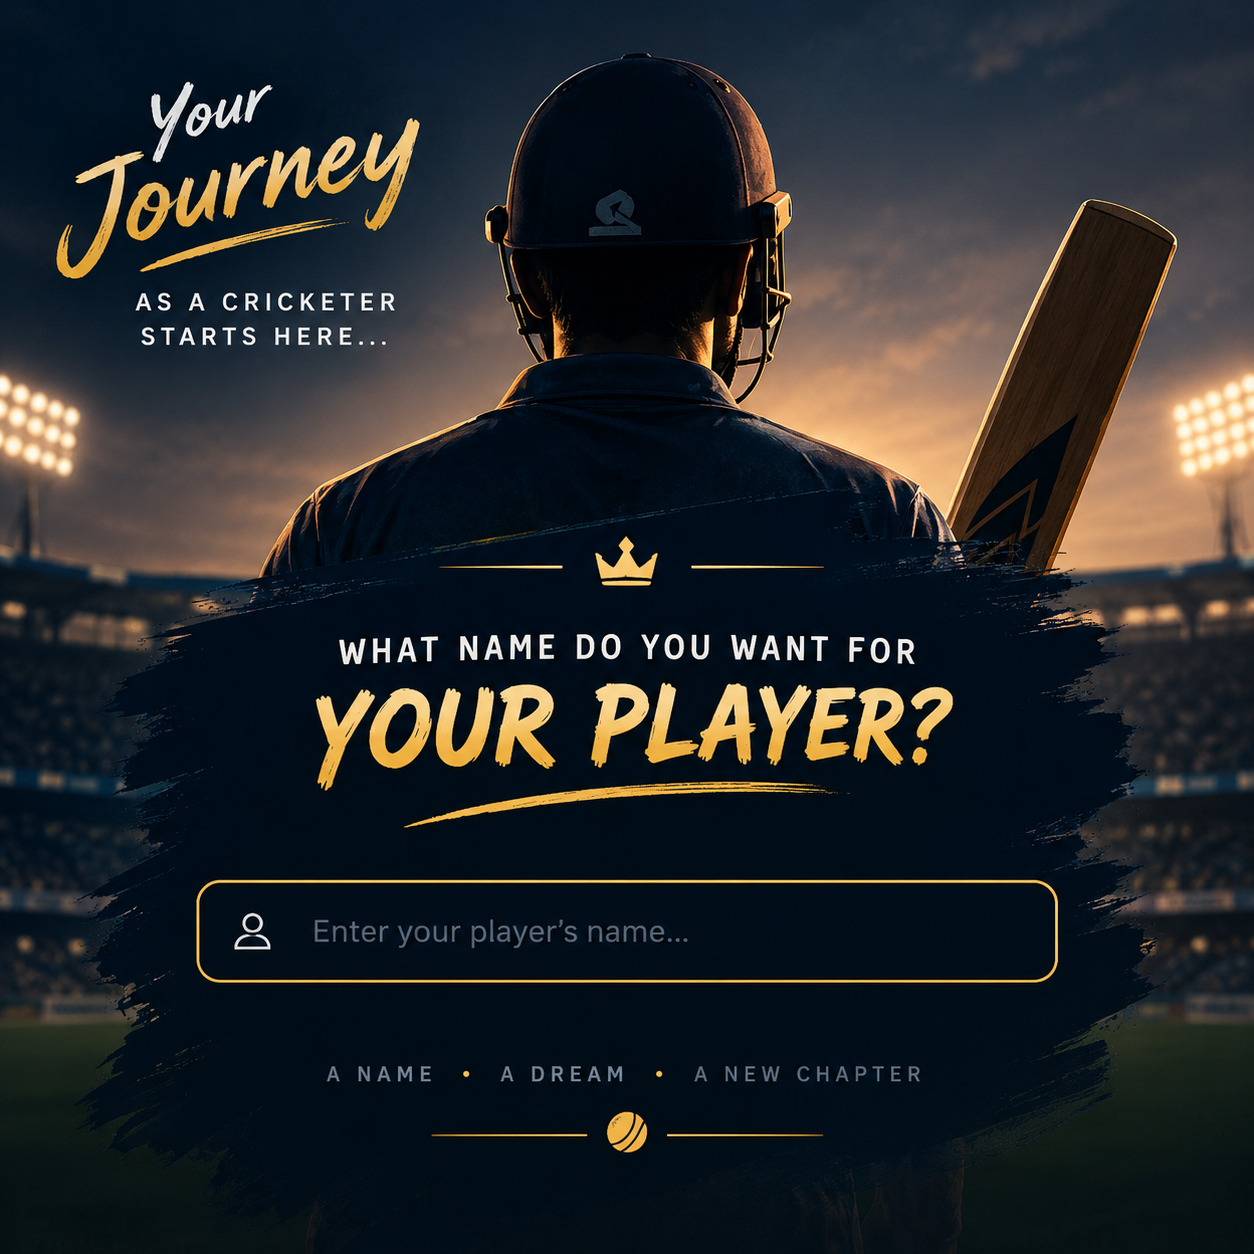 Your
Journey
AS A CRICKETER
STARTS HERE...
WHAT NAME DO YOU WANT FOR
YOUR PLAYER?
Enter your player’s name...
A NAME • A DREAM • A NEW CHAPTER